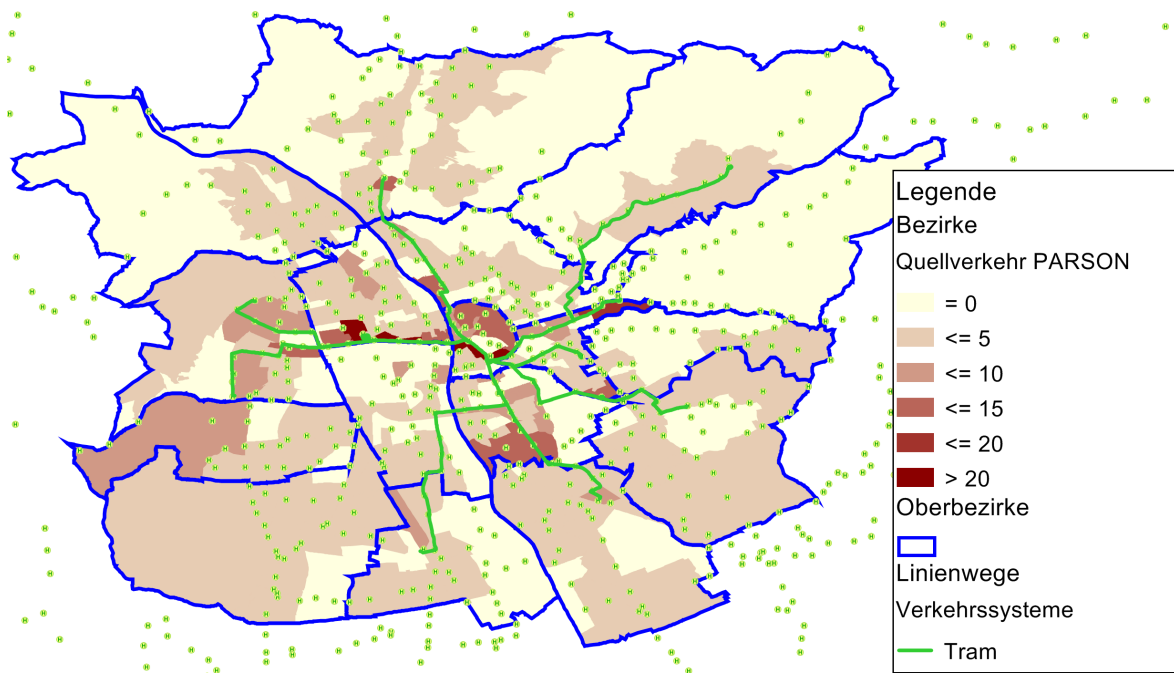 Legende
Bezirke
Quellverkehr PARSON
= 0
<= 5
<= 10
<= 15
<= 20
> 20
Oberbezirke
Linienwege
Verkehrssysteme
Tram